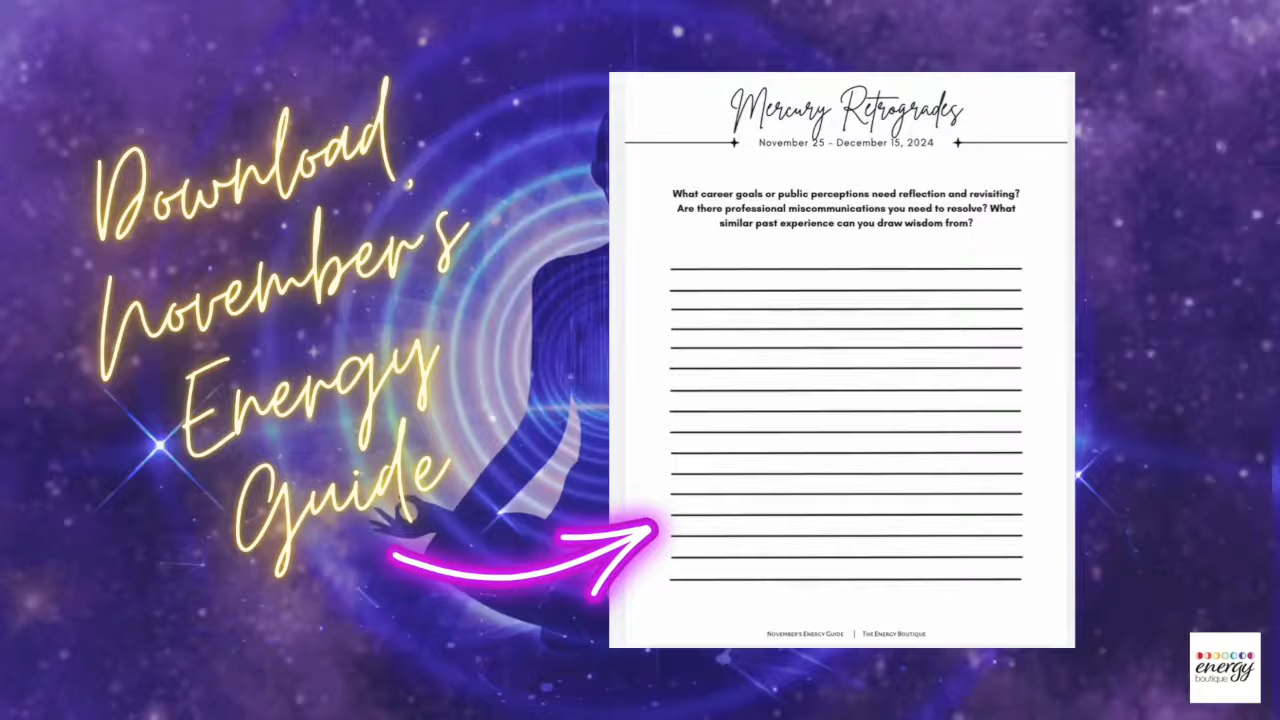 Download
November's
Energy
Guide
Mercury Retrogrades
November 25 - December 15, 2024
What career goals or public perceptions need reflection and revisiting?
Are there professional miscommunications you need to resolve? What
similar past experience can you draw wisdom from?
November's Energy Guide | The Energy Boutique
energy
boutique